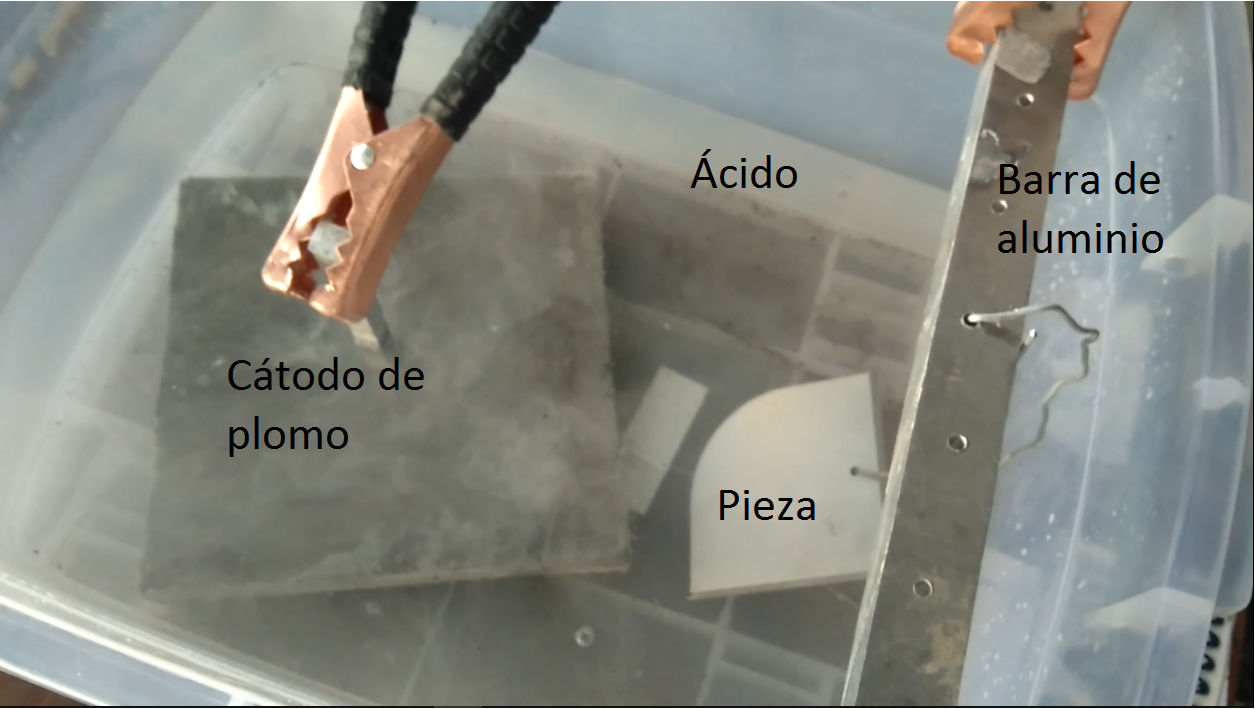 Ácido
Barra de
aluminio
Cátodo de
plomo
Pieza